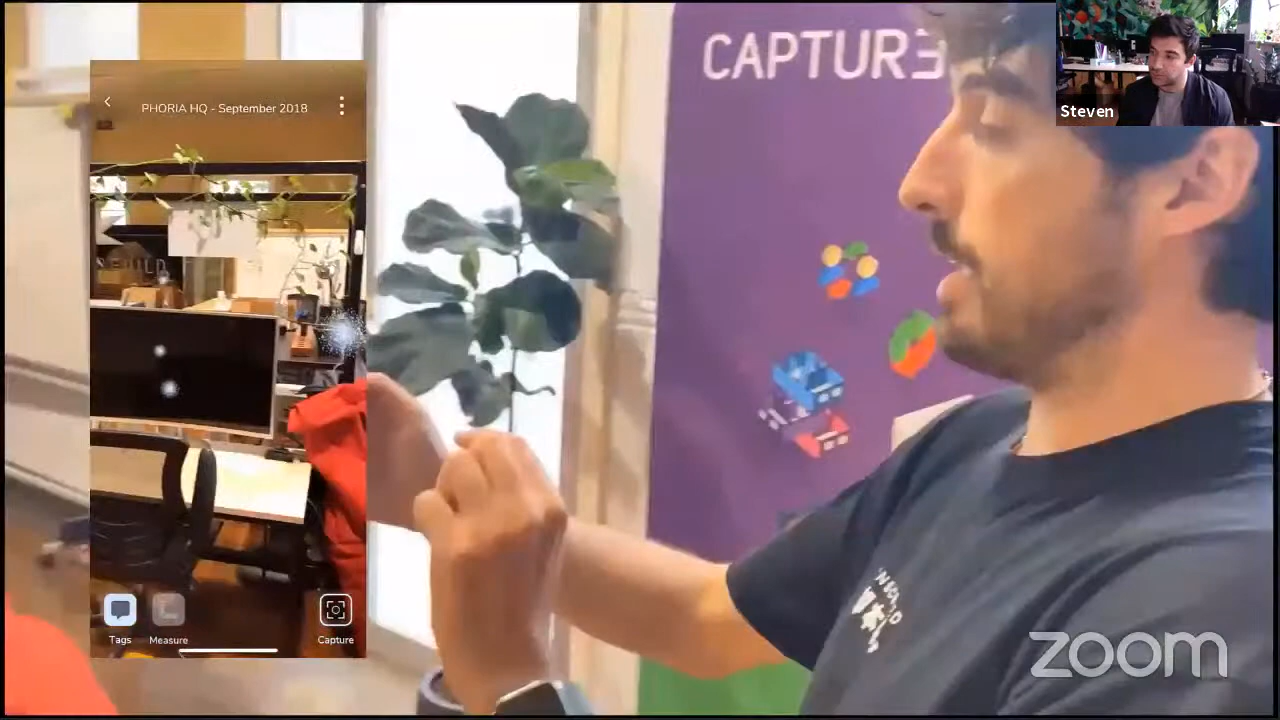 CAPTUR3
Steven
PHORIA HQ - September 2018
Tags
Measure
Capture
zoom